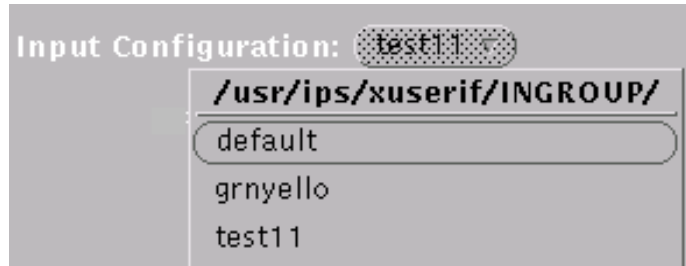 Input Configuration: test11
/usr/ips/xuserif/INGROUP/
default
grnyello
test11